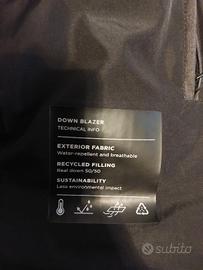 DOWN BLAZER
TECHNICAL INFO
EXTERIOR FABRIC
Water-repellent and breathable
RECYCLED FILLING
Real down 50/50
SUSTAINABILITY
Less environmental impact
subito